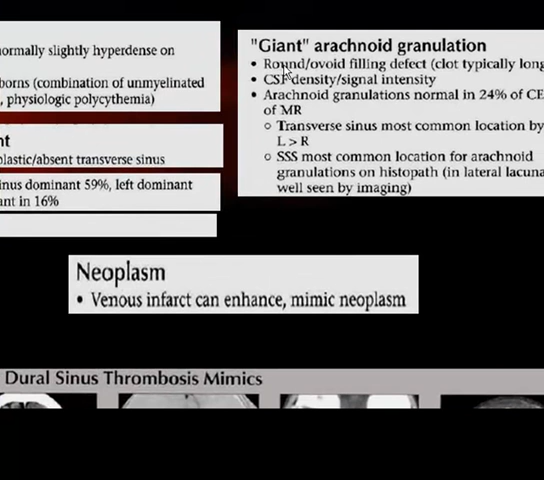 ormally slightly hyperdense on
borns (combination of unmyelinated
, physiologic polycythemia)
nt
plastic/absent transverse sinus
inus dominant 59%, left dominant
ant in 16%
"Giant" arachnoid granulation
• Round/ovoid filling defect (clot typically long
• CSF density/signal intensity
• Arachnoid granulations normal in 24% of CE
of MR
○ Transverse sinus most common location by
L > R
○ SSS most common location for arachnoid
granulations on histopath (in lateral lacuna
well seen by imaging)
Neoplasm
• Venous infarct can enhance, mimic neoplasm
Dural Sinus Thrombosis Mimics